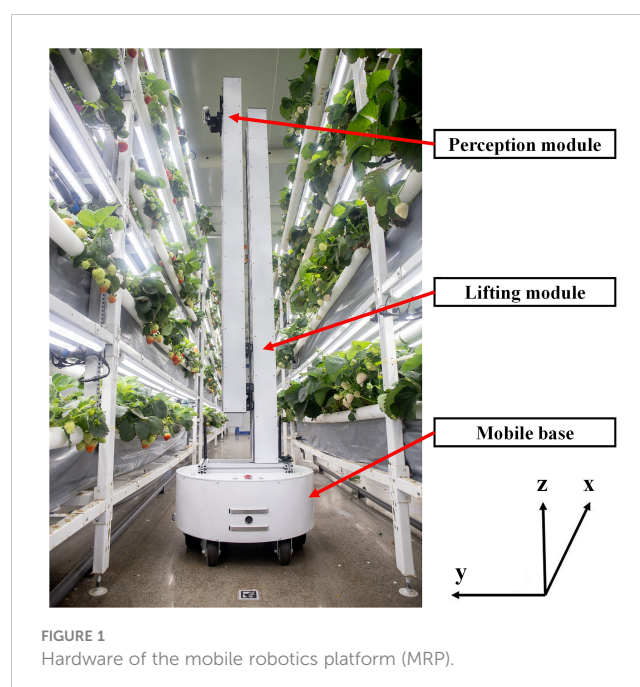 Perception module
Lifting module
Mobile base
z
x
y
FIGURE 1
Hardware of the mobile robotics platform (MRP).